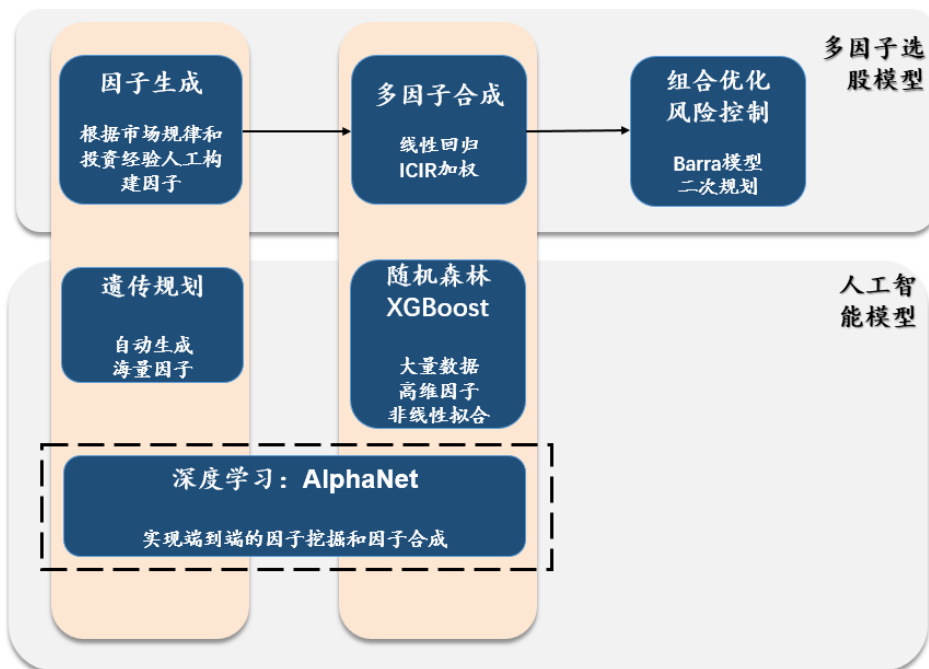 多因子选
股模型
因子生成
根据市场规律和
投资经验人工构
建因子
多因子合成
线性回归
ICIR加权
组合优化
风险控制
Barra模型
二次规划
人工智
能模型
遗传规划
自动生成
海量因子
随机森林
XGBoost
大量数据
高维因子
非线性拟合
深度学习：AlphaNet
实现端到端的因子挖掘和因子合成